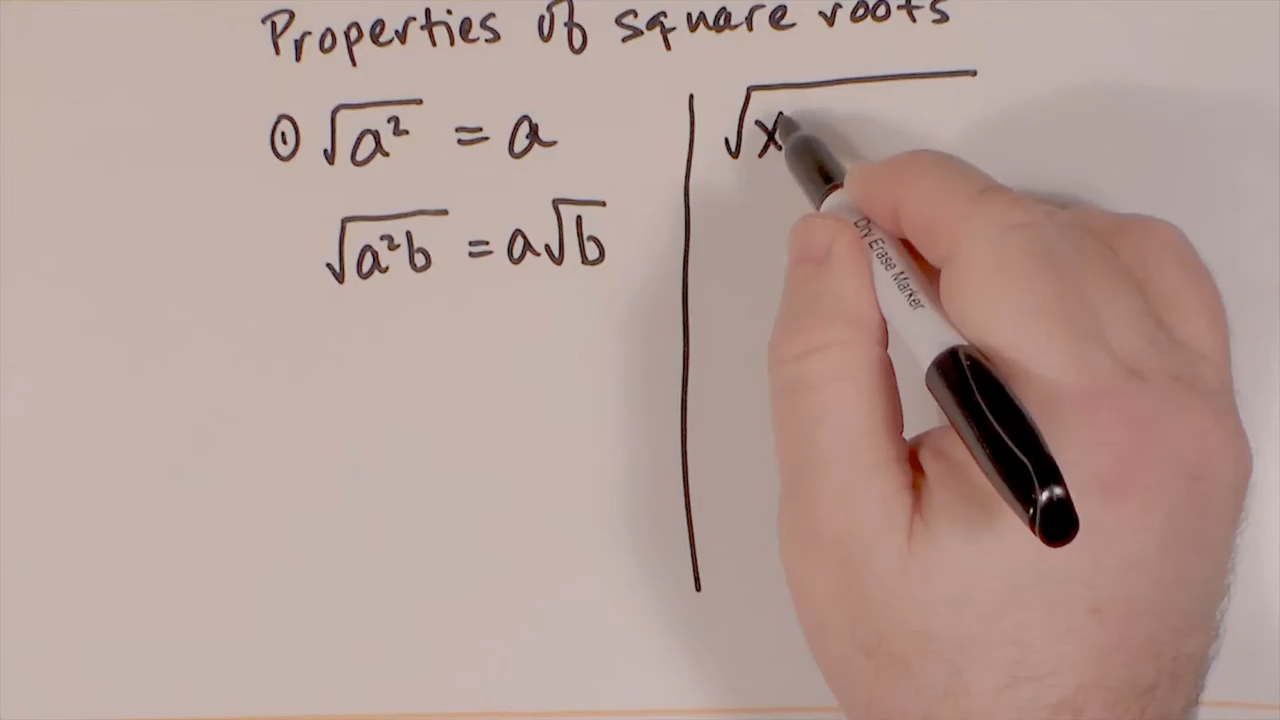 Properties of square roots
① √a² = a
√a²b = a√b
√x
Dry Erase Marker